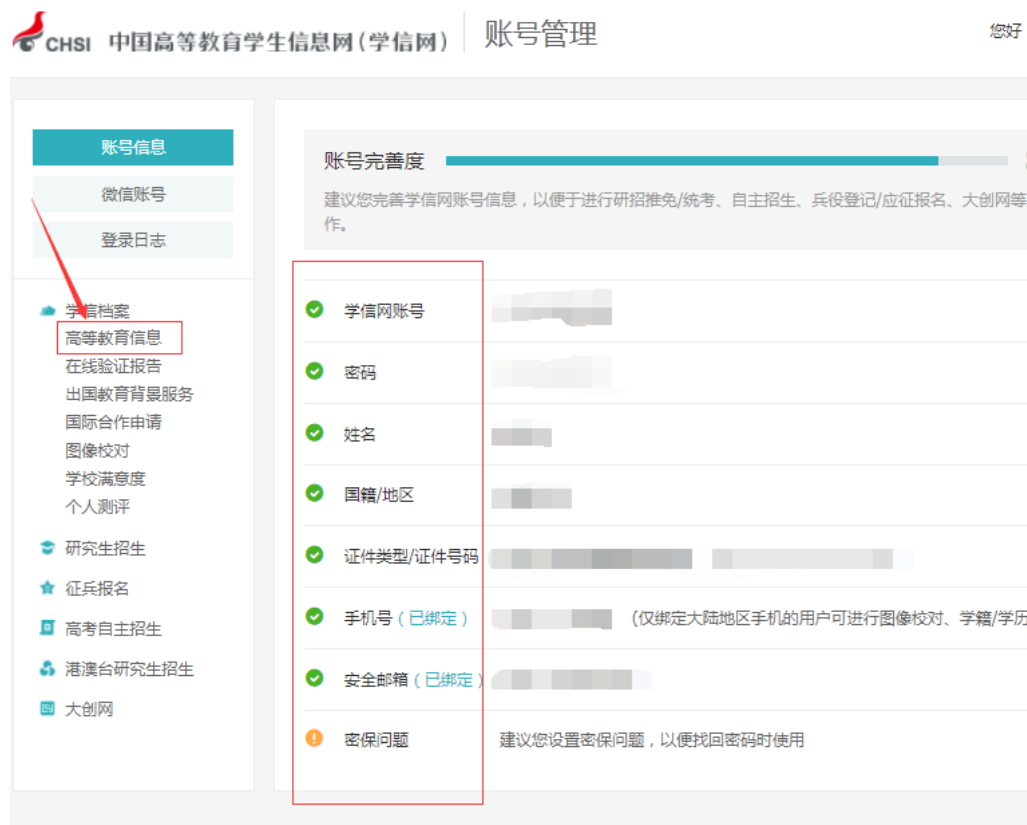 CHSI 中国高等教育学生信息网(学信网) 账号管理 您好
账号信息
微信账号
登录日志
学信档案
高等教育信息
在线验证报告
出国教育背景服务
国际合作申请
图像校对
学校满意度
个人测评
研究生招生
征兵报名
高考自主招生
港澳台研究生招生
大创网
账号完善度
建议您完善学信网账号信息，以便于进行研招推免/统考、自主招生、兵役登记/应征报名、大创网等
作。
学信网账号
密码
姓名
国籍/地区
证件类型/证件号码
手机号(已绑定) (仅绑定大陆地区手机的用户可进行图像校对、学籍/学历
安全邮箱(已绑定)
密保问题 建议您设置密保问题，以便找回密码时使用